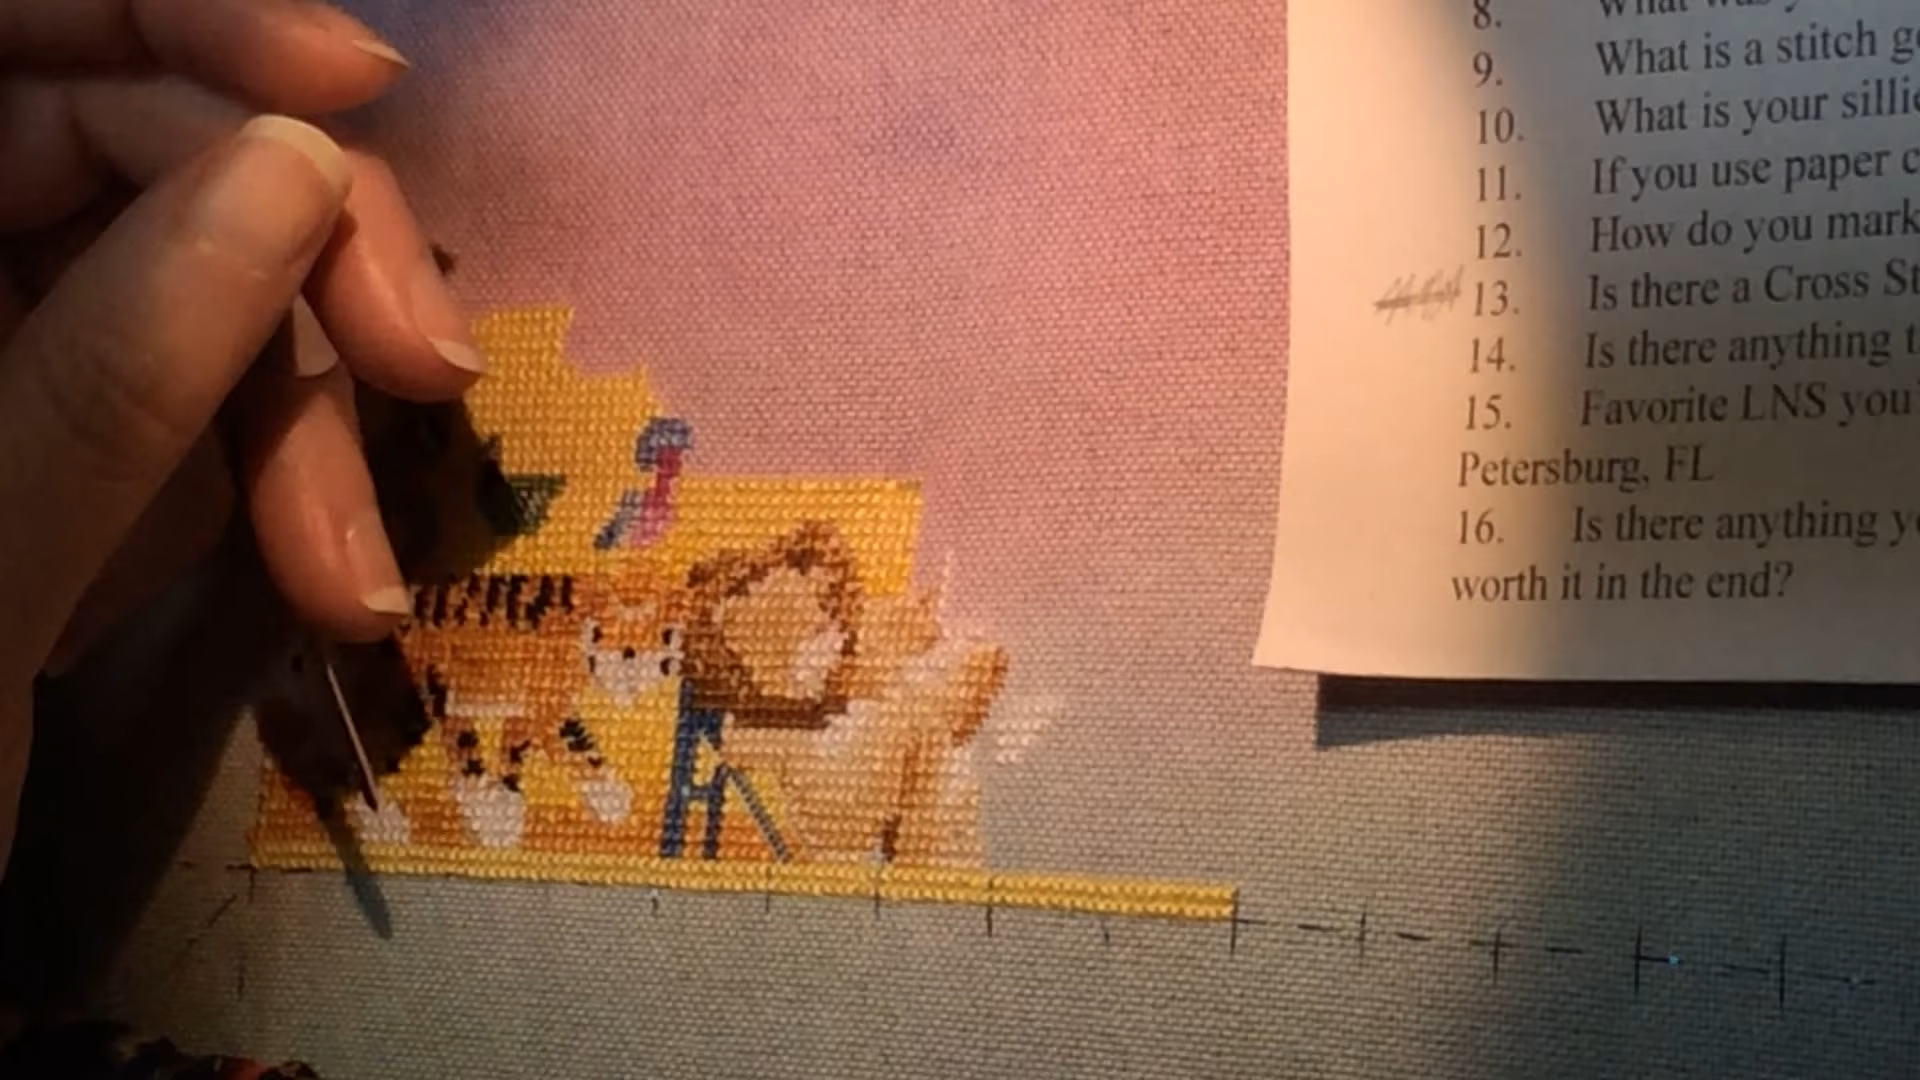 8. What was y
9. What is a stitch g
10. What is your silli
11. If you use paper c
12. How do you mark
13. Is there a Cross St
14. Is there anything t
15. Favorite LNS you'
Petersburg, FL
16. Is there anything y
worth it in the end?